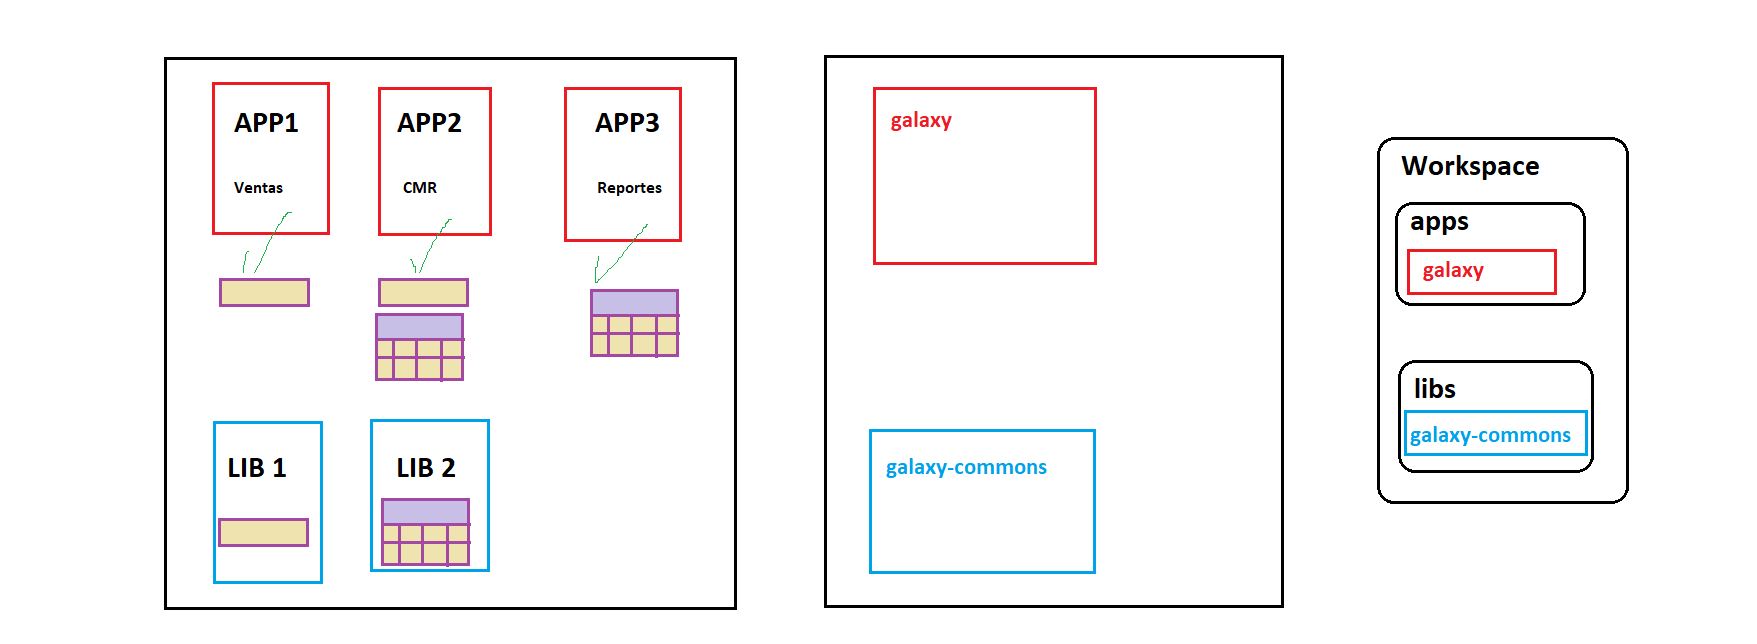 APP1
Ventas
APP2
CMR
APP3
Reportes
LIB 1
LIB 2
galaxy
galaxy-commons
Workspace
apps
galaxy
libs
galaxy-commons